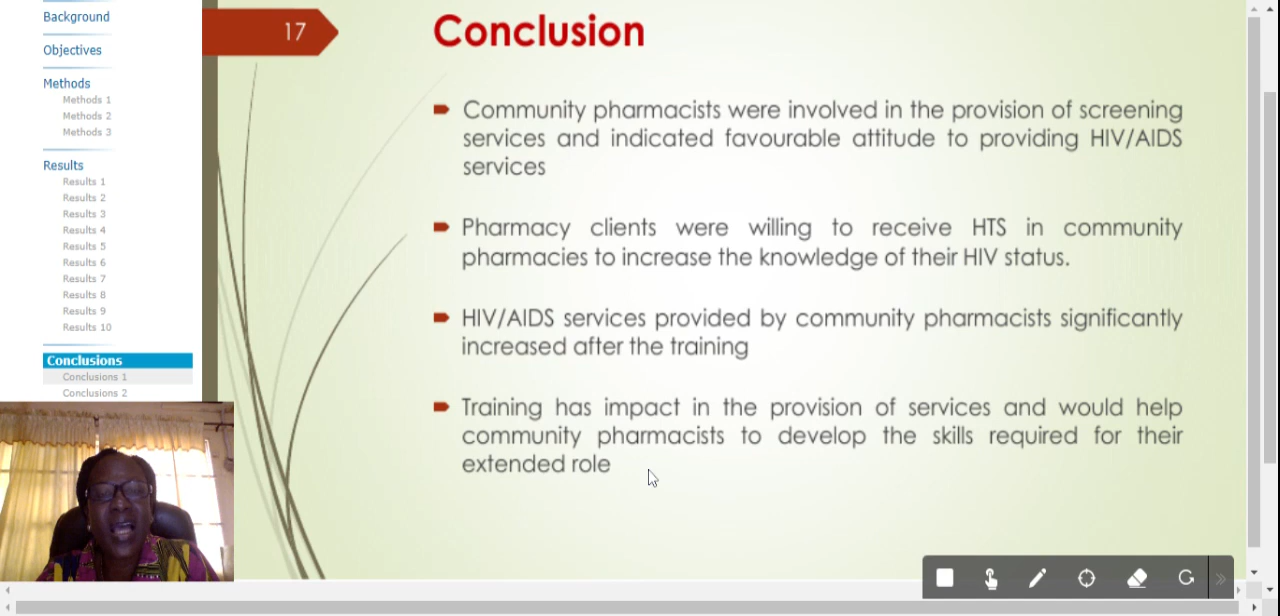 Background
Objectives
Methods
Methods 1
Methods 2
Methods 3
Results
Results 1
Results 2
Results 3
Results 4
Results 5
Results 6
Results 7
Results 8
Results 9
Results 10
Conclusions
Conclusions 1
Conclusions 2
17
Conclusion
Community pharmacists were involved in the provision of screening
services and indicated favourable attitude to providing HIV/AIDS
services
Pharmacy clients were willing to receive HTS in community
pharmacies to increase the knowledge of their HIV status.
HIV/AIDS services provided by community pharmacists significantly
increased after the training
Training has impact in the provision of services and would help
community pharmacists to develop the skills required for their
extended role